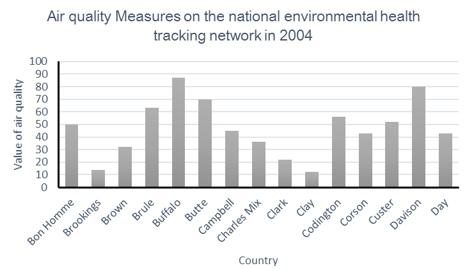 Air quality Measures on the national environmental health
tracking network in 2004
Value of air quality
100
90
80
70
60
50
40
30
20
10
0
Bon Homme
Brookings
Brown
Brule
Buffalo
Butte
Campbell
Charles Mix
Clark
Clay
Codington
Corson
Custer
Davison
Day
Country